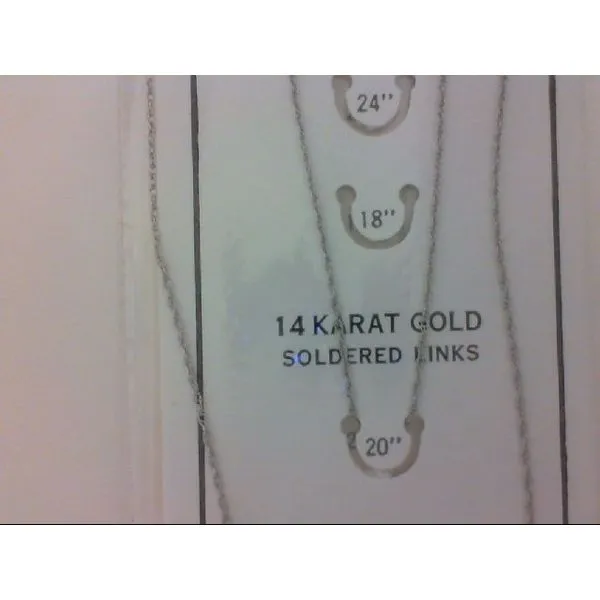 24"
18"
14 KARAT GOLD
SOLDERED LINKS
20"